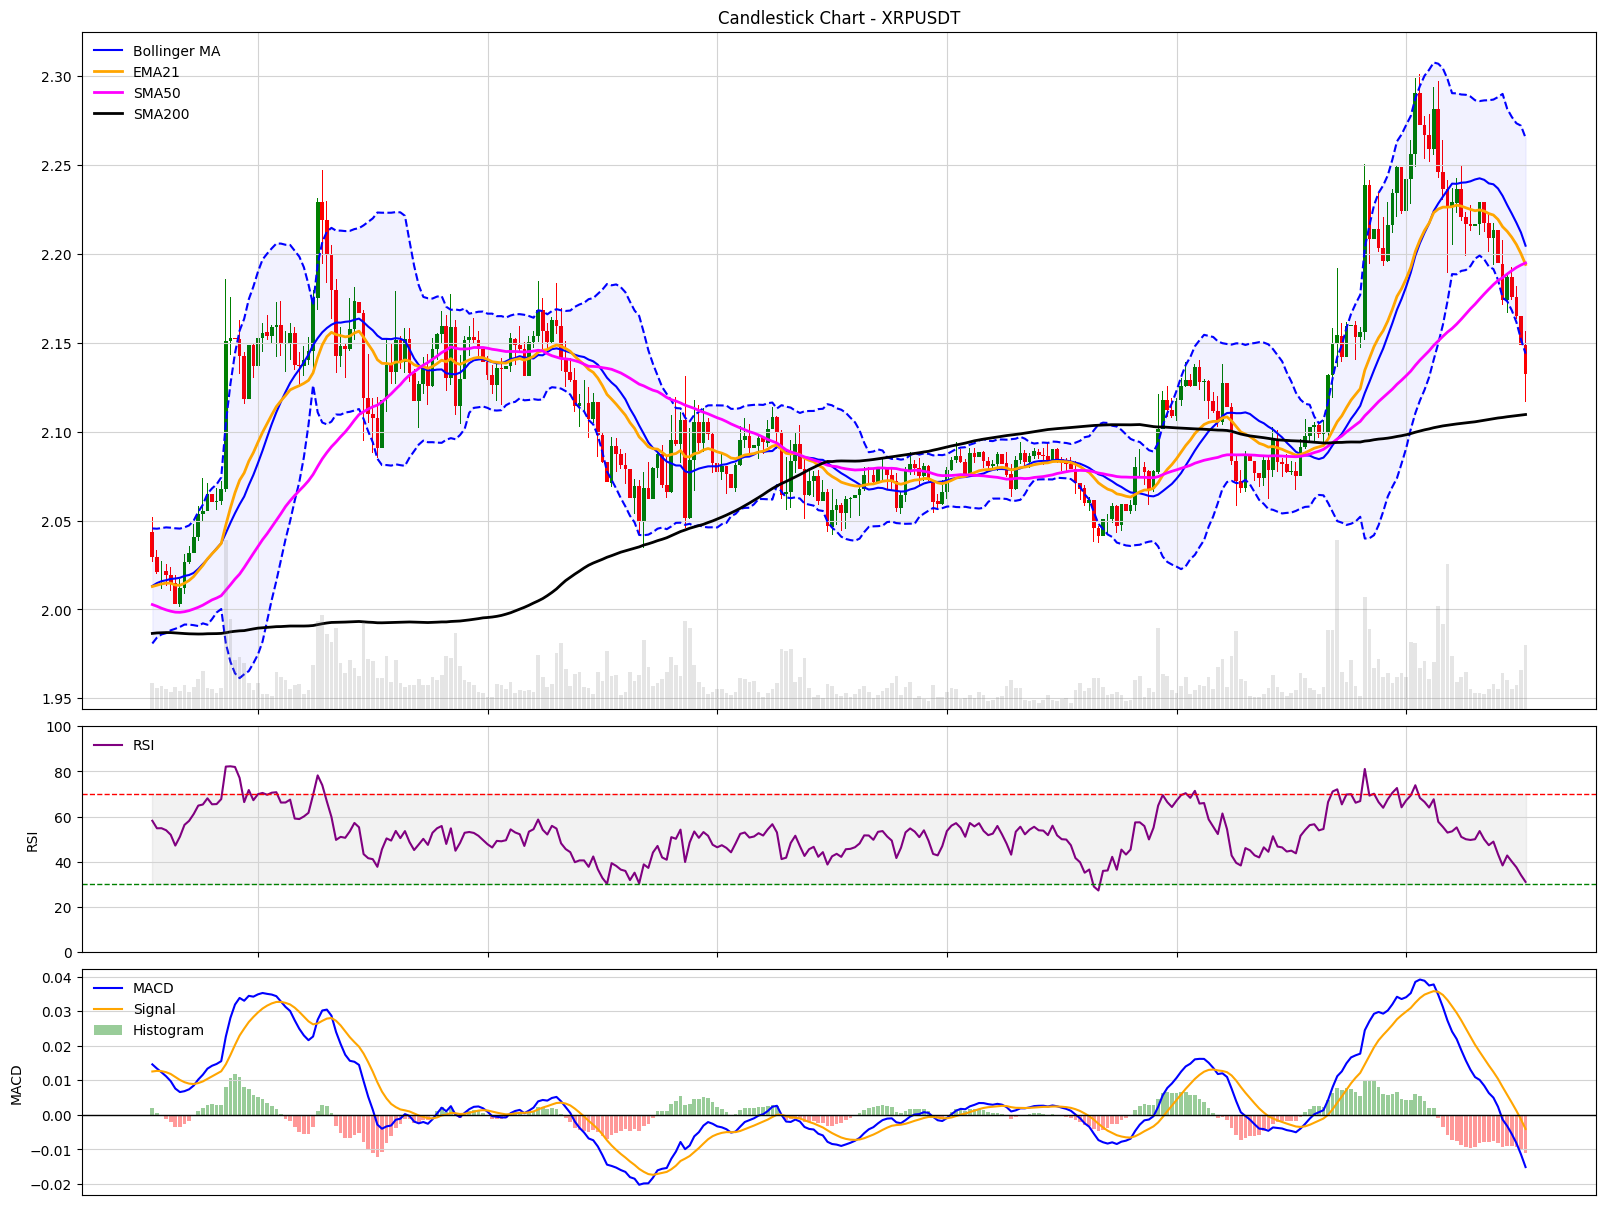 Candlestick Chart - XRPUSDT
Bollinger MA
EMA21
SMA50
SMA200
2.30
2.25
2.20
2.15
2.10
2.05
2.00
1.95
RSI
RSI
100
80
60
40
20
0
MACD
Signal
Histogram
MACD
0.04
0.03
0.02
0.01
0.00
−0.01
−0.02